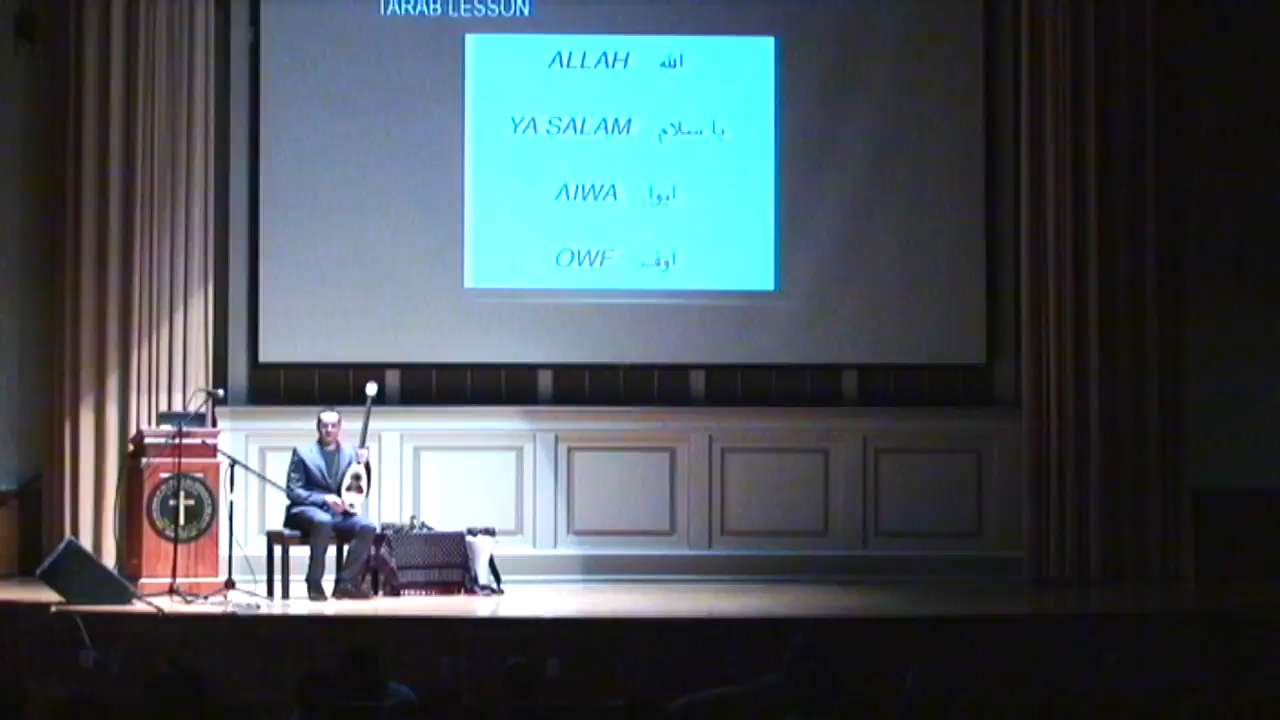 TARAB LESSON
ALLAH الله
YA SALAM يا سلام
AIWA ايوا
OWF اوف